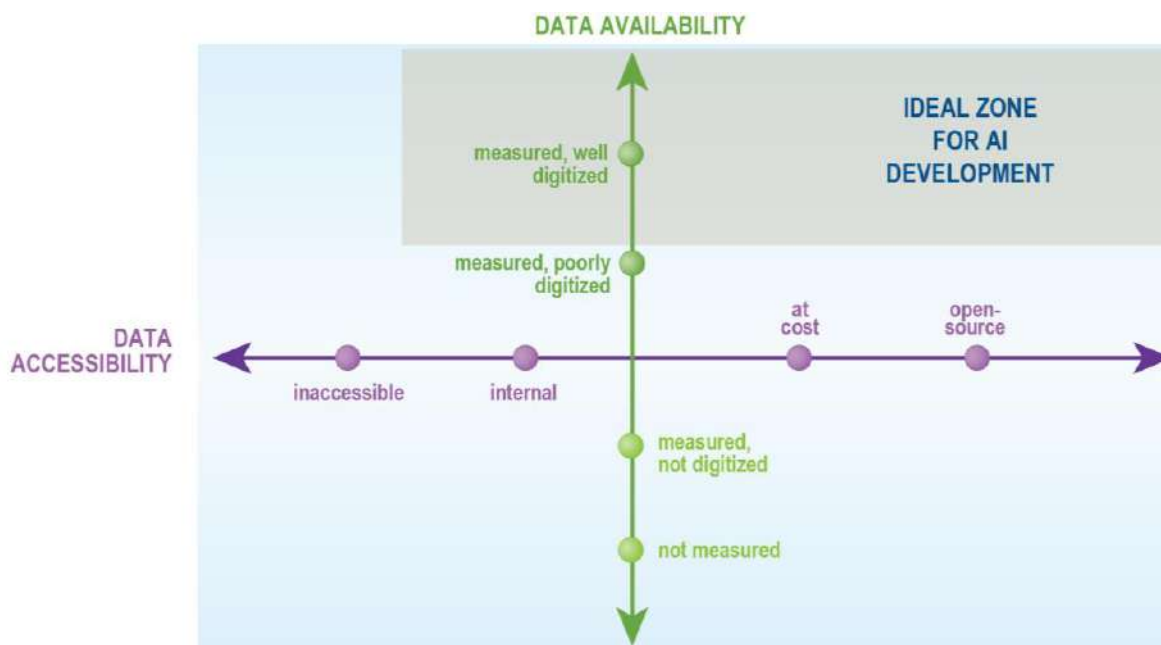 DATA AVAILABILITY
IDEAL ZONE
FOR AI
DEVELOPMENT
measured, well
digitized
measured, poorly
digitized
DATA
ACCESSIBILITY
at
cost
open-
source
inaccessible
internal
measured,
not digitized
not measured